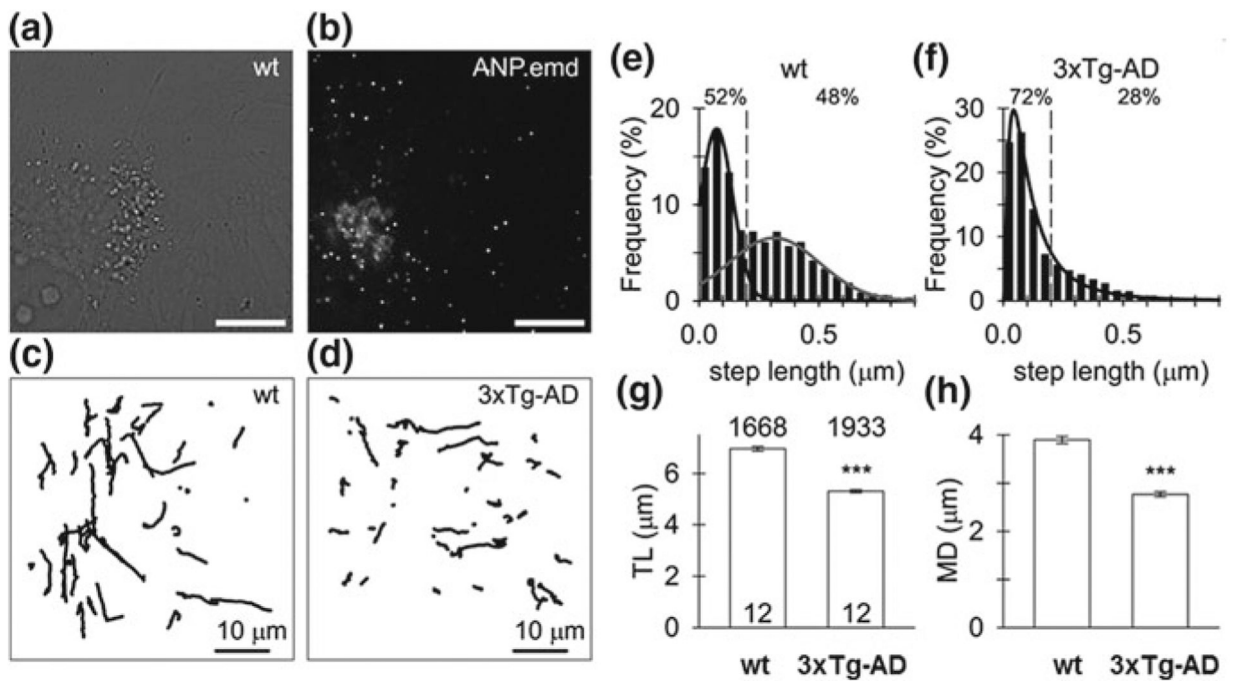 (a)
wt
(b)
ANP.emd
(c)
wt
10 μm
(d)
3xTg-AD
10 μm
(e)
wt
52%
48%
20
10
0
Frequency (%)
0.0
0.5
step length (μm)
(f)
3xTg-AD
72%
28%
30
20
10
0
Frequency (%)
0.0
0.5
step length (μm)
(g)
1668
1933
***
6
4
2
0
TL (μm)
12
12
wt
3xTg-AD
(h)
***
4
2
0
MD (μm)
wt
3xTg-AD